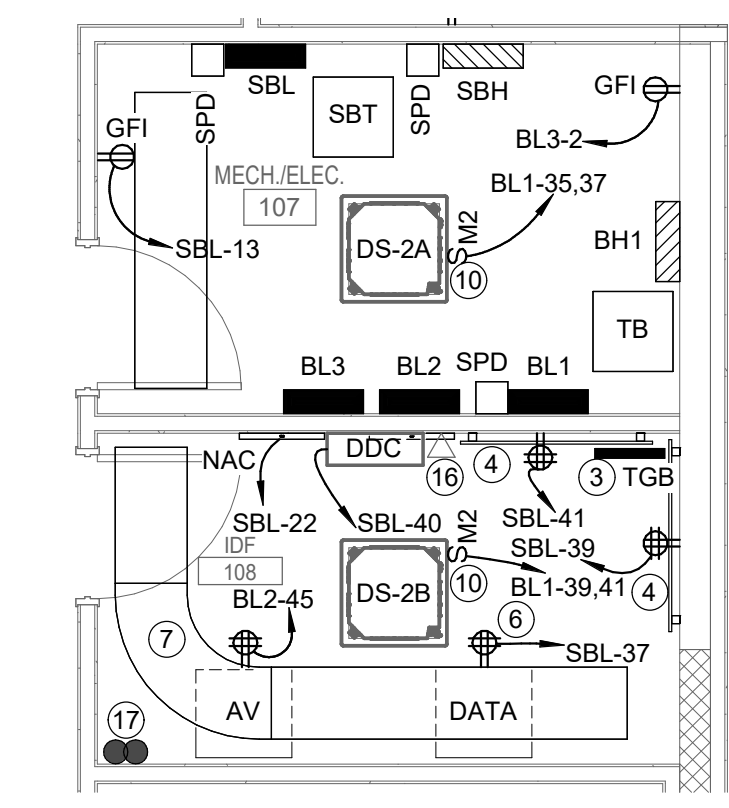 SBL
SPD
SBT
SPD
SBH
GFI
GFI
BL3-2
MECH./ELEC.
107
BL1-35,37
SBL-13
DS-2A
S M2
10
BH1
TB
BL3
BL2
SPD
BL1
NAC
DDC
16
4
3
TGB
SBL-22
SBL-40
SBL-41
S M2
SBL-39
IDF
108
DS-2B
10
BL1-39,41
4
BL2-45
6
7
SBL-37
17
AV
DATA